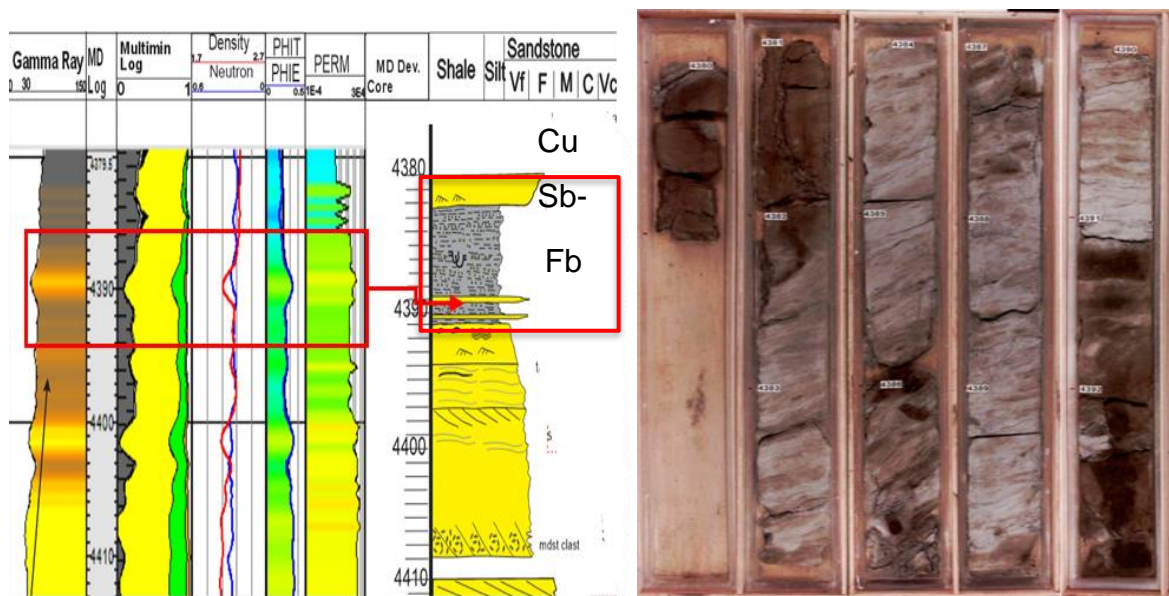 Gamma Ray
30 150
MD
Log
Multimin
Log
0 1
Density
1.7 2.7
Neutron
0.6 0
PHIT
PHIE
0 0.5
PERM
1E-4 3E4
MD Dev.
Core
Shale
Silt
Sandstone
Vf F M C Vc
4379.5
4390
4400
4410
4380
4390
4400
4410
Cu
Sb-
Fb
t
s
mdst clast
4380
4381
4382
4383
4384
4385
4386
4387
4388
4389
4390
4391
4392